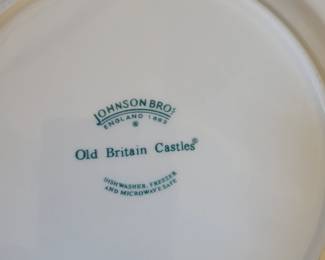 JOHNSON BROS
ENGLAND 1883
®
Old Britain Castles®
DISHWASHER, FREEZER
AND MICROWAVE SAFE